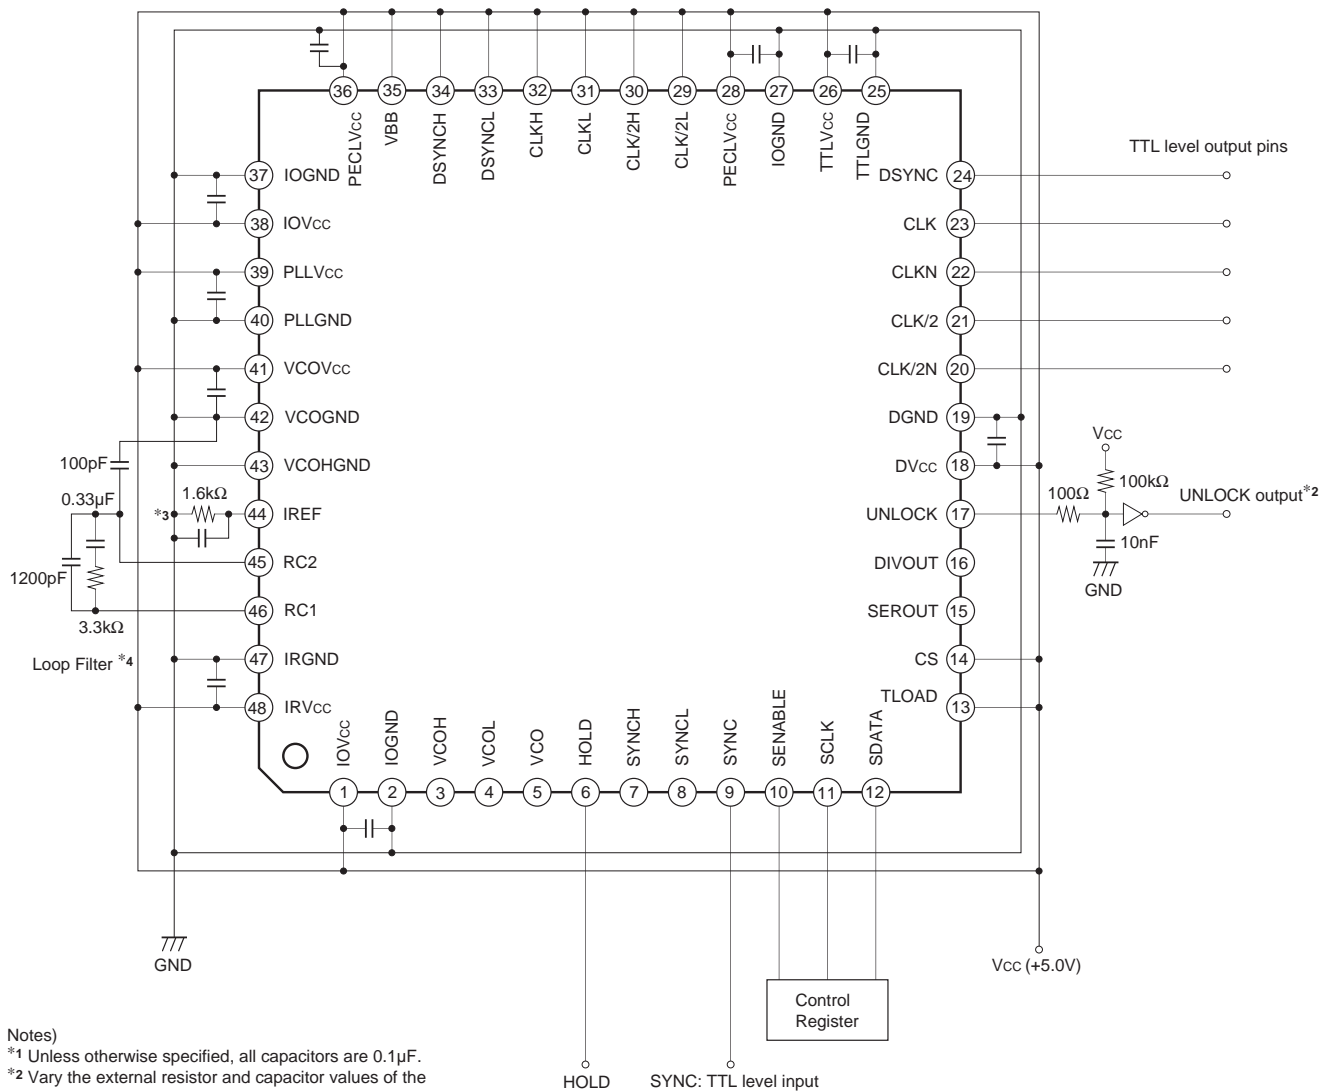 36 35 34 33 32 31 30 29 28 27 26 25
PECLVCC
VBB
DSYNCH
DSYNCL
CLKH
CLKL
CLK/2H
CLK/2L
PECLVCC
IOGND
TTLVCC
TTLGND
TTL level output pins
37 IOGND
38 IOVCC
39 PLLVCC
40 PLLGND
41 VCOVCC
42 VCOGND
43 VCOHGND
44 IREF
45 RC2
46 RC1
47 IRGND
48 IRVCC
100pF
0.33µF
*3
1.6kΩ
1200pF
3.3kΩ
Loop Filter *4
DSYNC 24
CLK 23
CLKN 22
CLK/2 21
CLK/2N 20
DGND 19
DVCC 18
UNLOCK 17
DIVOUT 16
SEROUT 15
CS 14
TLOAD 13
VCC
100kΩ
100Ω
UNLOCK output*2
10nF
GND
IOVCC
IOGND
VCOH
VCOL
VCO
HOLD
SYNCH
SYNCL
SYNC
SENABLE
SCLK
SDATA
1 2 3 4 5 6 7 8 9 10 11 12
GND
VCC (+5.0V)
Control
Register
HOLD
SYNC: TTL level input
Notes)
*1 Unless otherwise specified, all capacitors are 0.1µF.
*2 Vary the external resistor and capacitor values of the